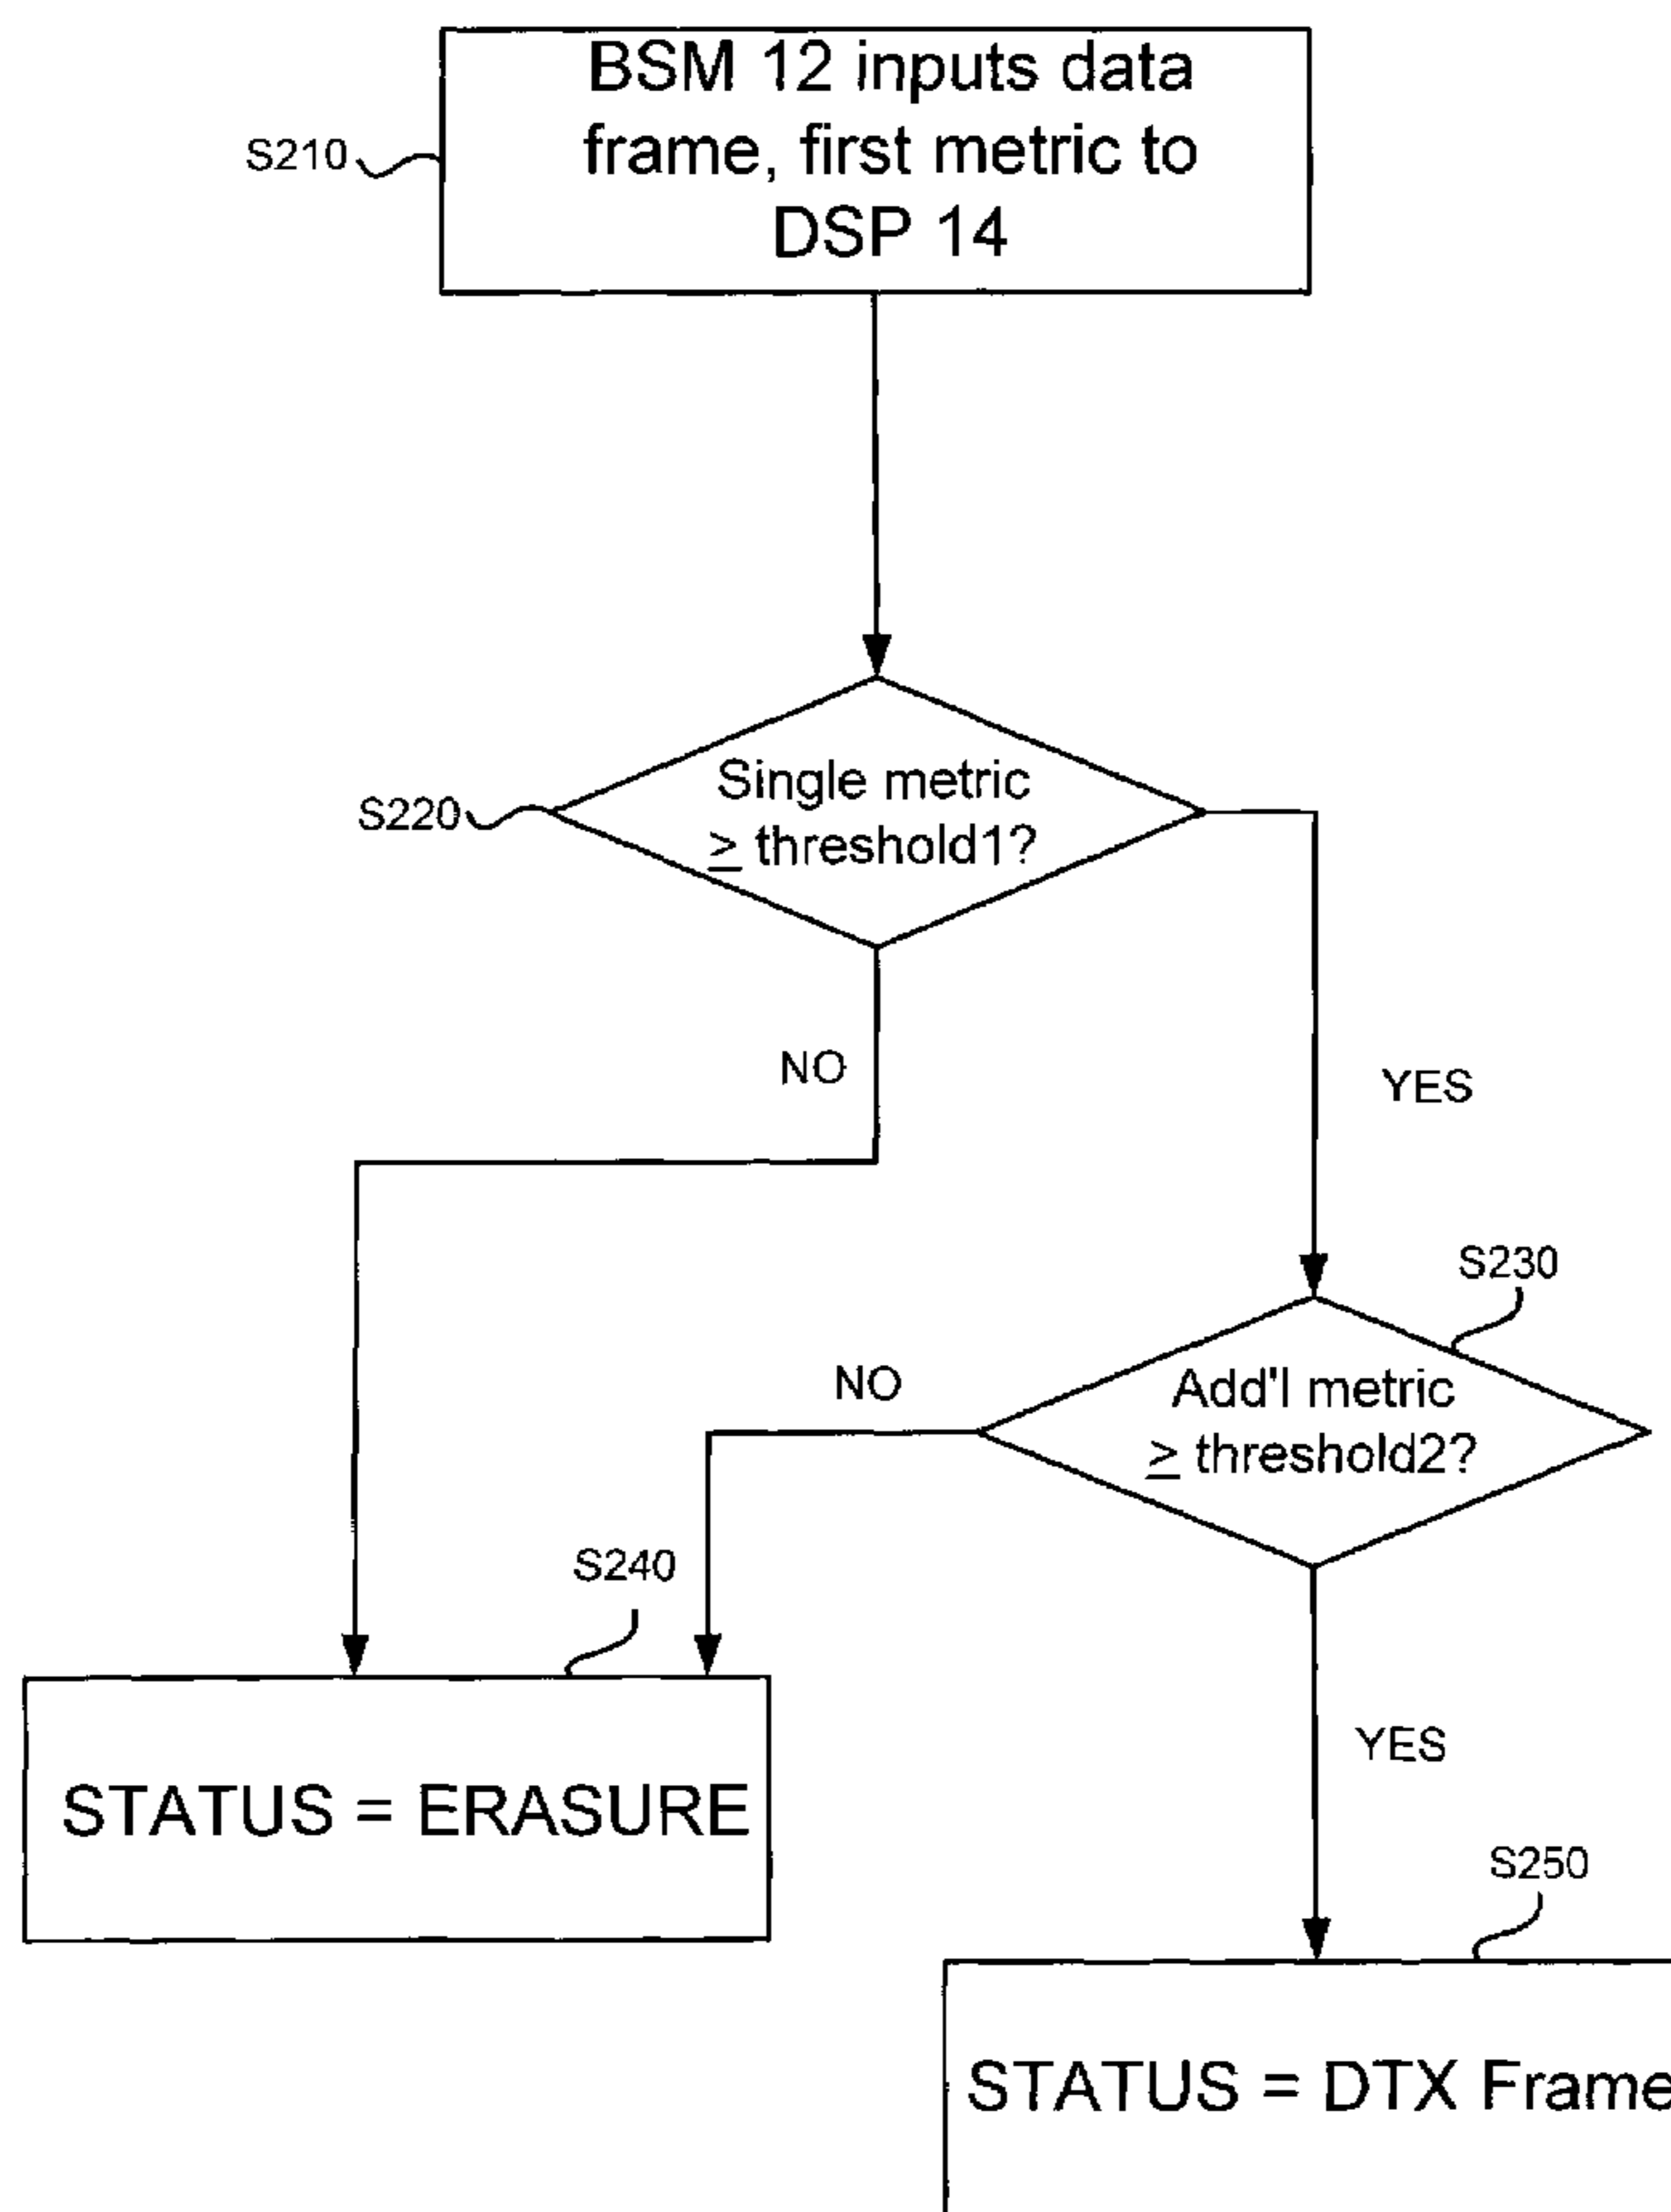 BSM 12 inputs data
frame, first metric to
DSP 14
S210
Single metric
≥ threshold1?
S220
NO
YES
S230
Add'l metric
≥ threshold2?
NO
S240
STATUS = ERASURE
YES
S250
STATUS = DTX Frame